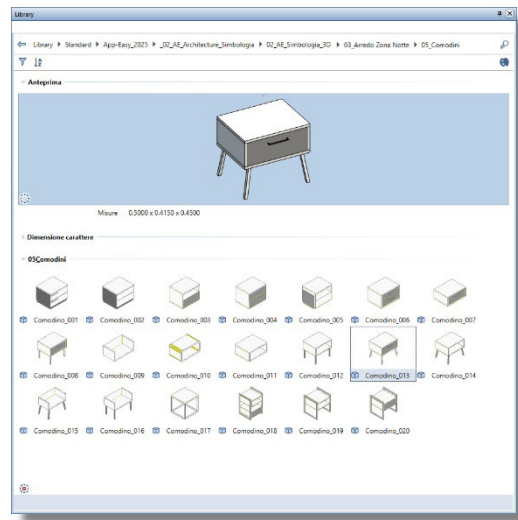 Library
Library Standard App-Easy_2025 _02_AE_Architecture_Simbologia 02_AE_Simbologia_3D 03_Arredo Zona Notte 05_Comodini
Anteprima
Misure 0.5000 x 0.4150 x 0.4500
Dimensione carattere
05Comodini
Comodino_001 Comodino_002 Comodino_003 Comodino_004 Comodino_005 Comodino_006 Comodino_007
Comodino_008 Comodino_009 Comodino_010 Comodino_011 Comodino_012 Comodino_013 Comodino_014
Comodino_015 Comodino_016 Comodino_017 Comodino_018 Comodino_019 Comodino_020